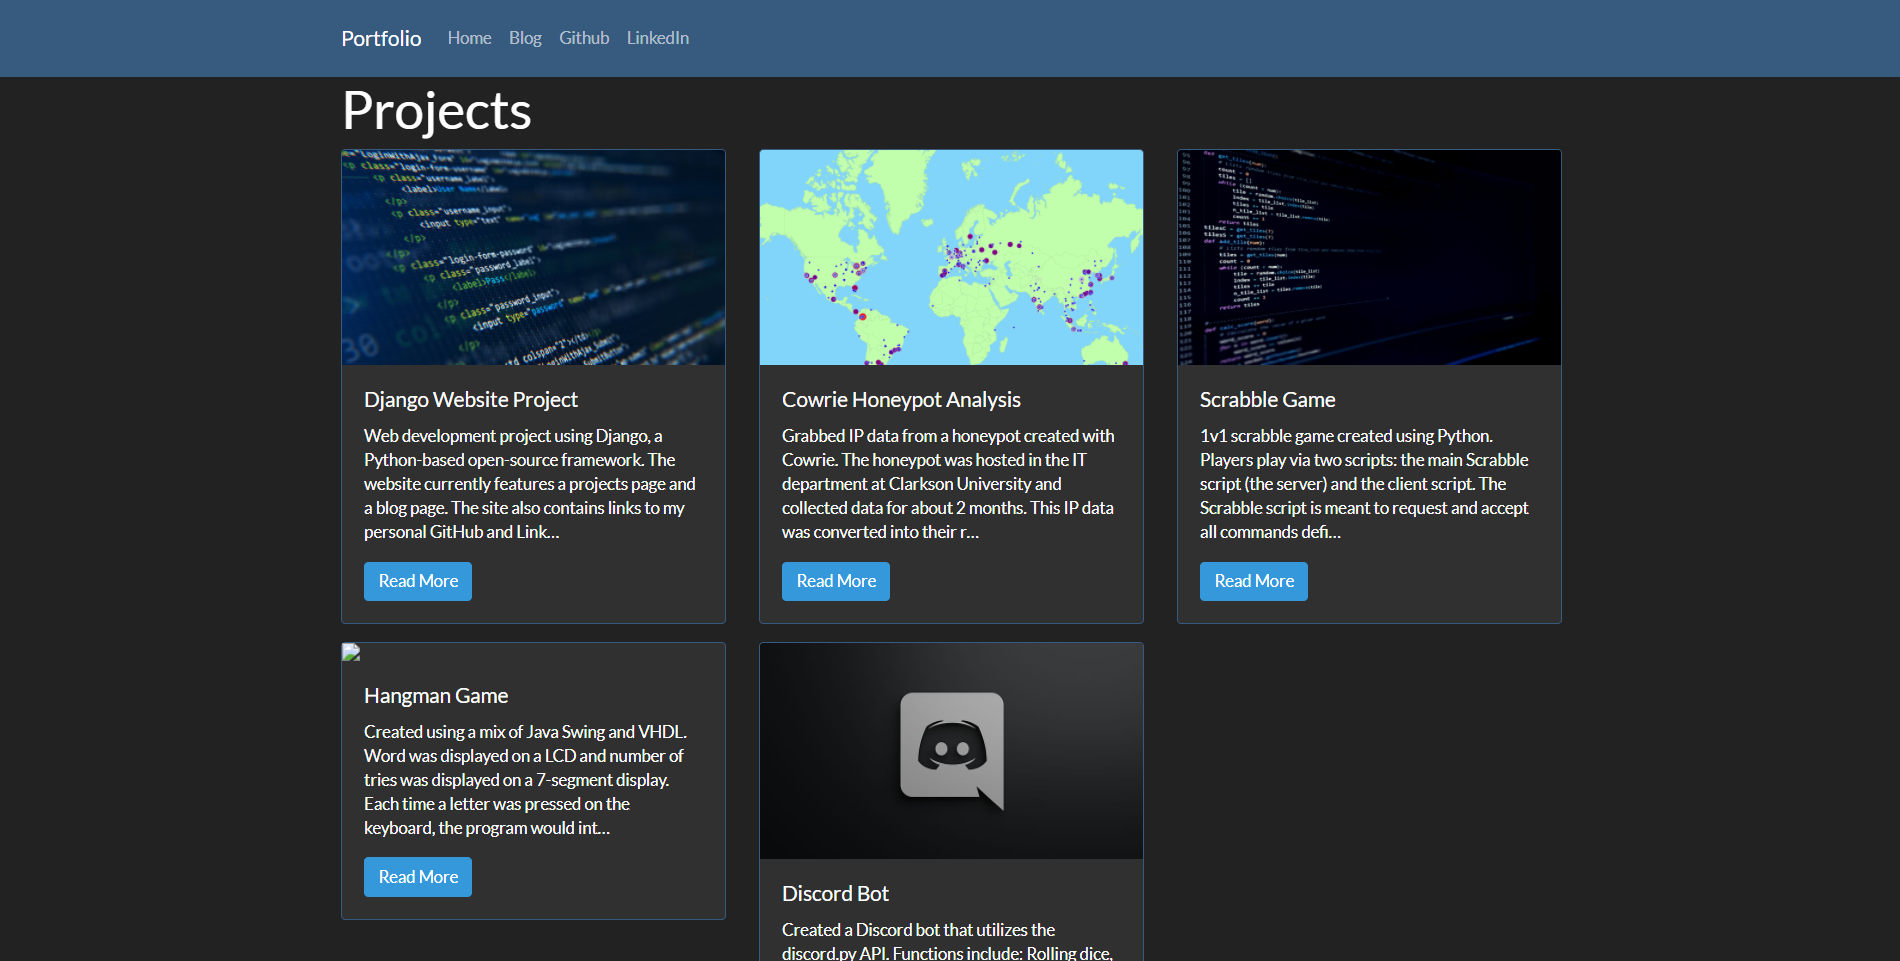 Portfolio Home Blog Github LinkedIn
Projects
Django Website Project
Web development project using Django, a
Python-based open-source framework. The
website currently features a projects page and
a blog page. The site also contains links to my
personal GitHub and Link...
Read More
Cowrie Honeypot Analysis
Grabbed IP data from a honeypot created with
Cowrie. The honeypot was hosted in the IT
department at Clarkson University and
collected data for about 2 months. This IP data
was converted into their r...
Read More
Scrabble Game
1v1 scrabble game created using Python.
Players play via two scripts: the main Scrabble
script (the server) and the client script. The
Scrabble script is meant to request and accept
all commands defi...
Read More
Hangman Game
Created using a mix of Java Swing and VHDL.
Word was displayed on a LCD and number of
tries was displayed on a 7-segment display.
Each time a letter was pressed on the
keyboard, the program would int...
Read More
Discord Bot
Created a Discord bot that utilizes the
discord.py API. Functions include: Rolling dice,